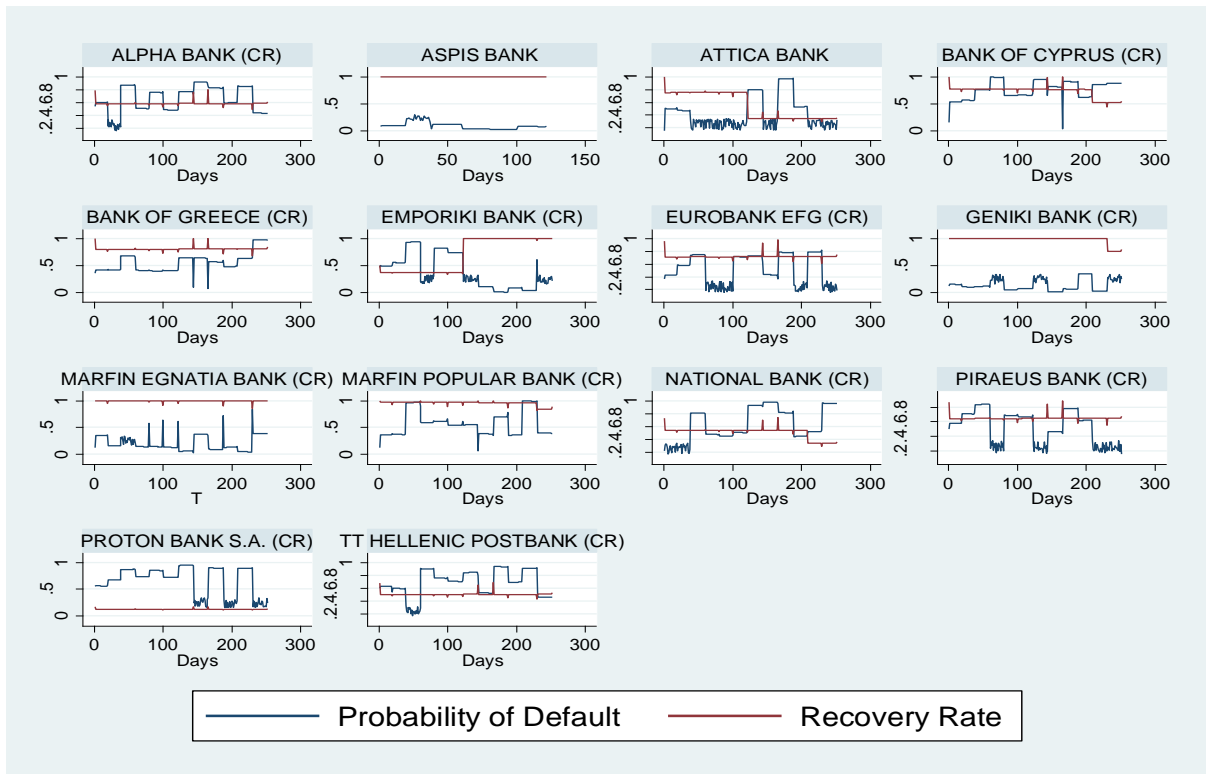 ALPHA BANK (CR)
.2.4.6.8 1
0 100 200 300
Days
ASPIS BANK
0 .5 1
0 50 100 150
Days
ATTICA BANK
.2.4.6.8 1
0 100 200 300
Days
BANK OF CYPRUS (CR)
0 .5 1
0 100 200 300
Days
BANK OF GREECE (CR)
0 .5 1
0 100 200 300
Days
EMPORIKI BANK (CR)
0 .5 1
0 100 200 300
Days
EUROBANK EFG (CR)
.2.4.6.8 1
0 100 200 300
Days
GENIKI BANK (CR)
0 .5 1
0 100 200 300
Days
MARFIN EGNATIA BANK (CR)
0 .5 1
0 100 200 300
T
MARFIN POPULAR BANK (CR)
0 .5 1
0 100 200 300
Days
NATIONAL BANK (CR)
.2.4.6.8 1
0 100 200 300
Days
PIRAEUS BANK (CR)
.2.4.6.8 1
0 100 200 300
Days
PROTON BANK S.A. (CR)
0 .5 1
0 100 200 300
Days
TT HELLENIC POSTBANK (CR)
.2.4.6.8 1
0 100 200 300
Days
Probability of Default
Recovery Rate